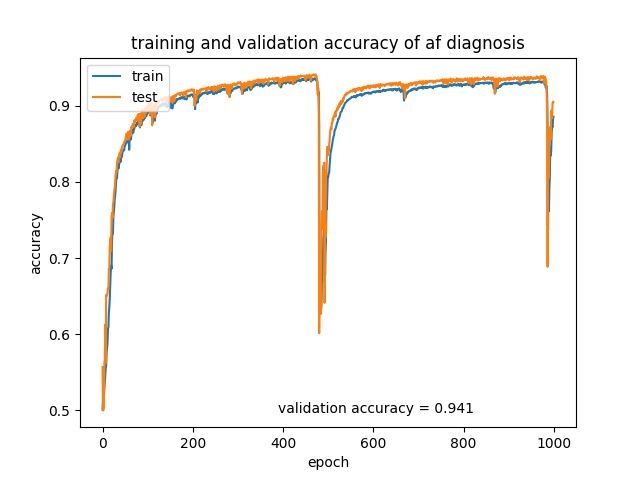 training and validation accuracy of af diagnosis
train
test
accuracy
0.9
0.8
0.7
0.6
0.5
validation accuracy = 0.941
0 200 400 600 800 1000
epoch